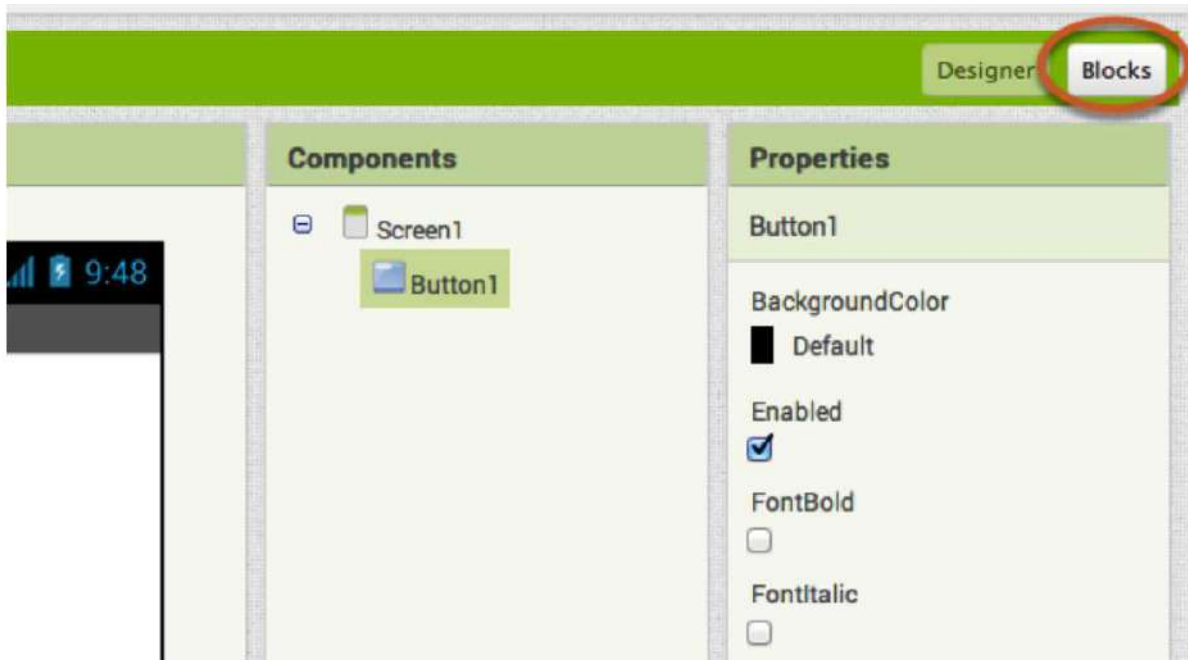 Designer
Blocks
Components
Properties
Screen1
Button1
Button1
9:48
BackgroundColor
Default
Enabled
FontBold
FontItalic